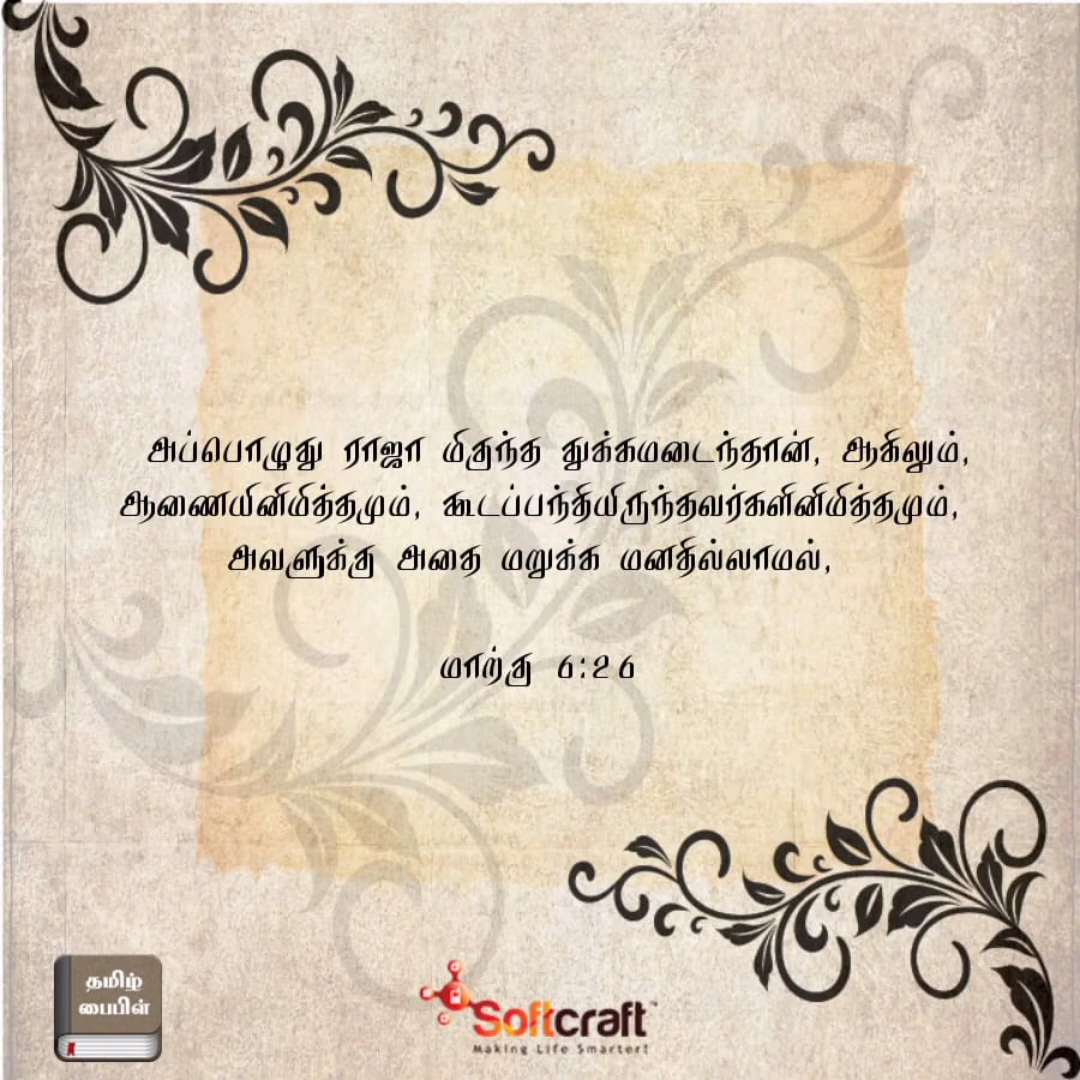 அப்பொழுது ராஜா மிகுந்த துக்கமடைந்தான், ஆகிலும்,
ஆணையினிமித்தமும், கூடப்பந்தியிருந்தவர்களினிமித்தமும்,
அவளுக்கு அதை மறுக்க மனதில்லாமல்,
மாற்கு 6:26
தமிழ்
பைபிள்
Softcraft™
Making Life Smarter!